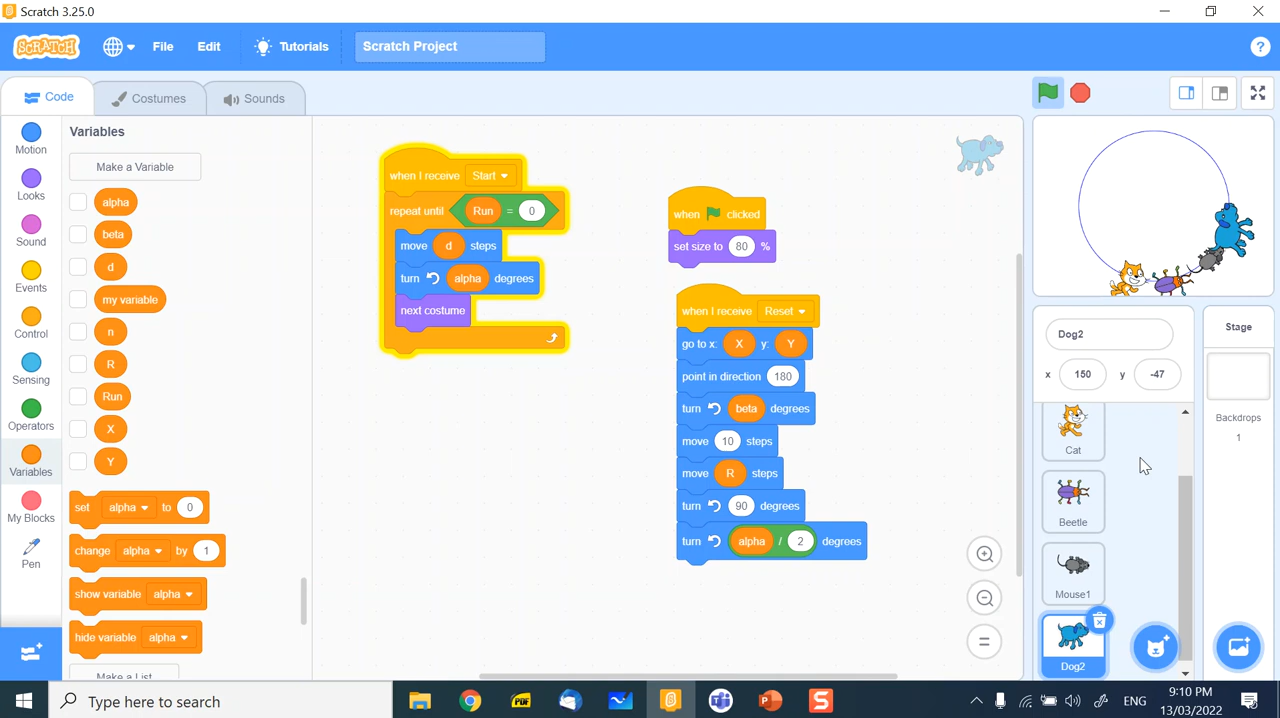 Scratch 3.25.0
SCRATCH
File
Edit
Tutorials
Scratch Project
?
Code
Costumes
Sounds
Motion
Looks
Sound
Events
Control
Sensing
Operators
Variables
My Blocks
Pen
Variables
Make a Variable
alpha
beta
d
my variable
n
R
Run
X
Y
set alpha to 0
change alpha by 1
show variable alpha
hide variable alpha
Make a List
when I receive Start
repeat until Run = 0
move d steps
turn alpha degrees
next costume
when clicked
set size to 80 %
when I receive Reset
go to x: X y: Y
point in direction 180
turn beta degrees
move 10 steps
move R steps
turn 90 degrees
turn alpha / 2 degrees
Dog2
x 150 y -47
Cat
Beetle
Mouse1
Dog2
Stage
Backdrops
1
Type here to search
PDF
P
S
ENG
9:10 PM
13/03/2022